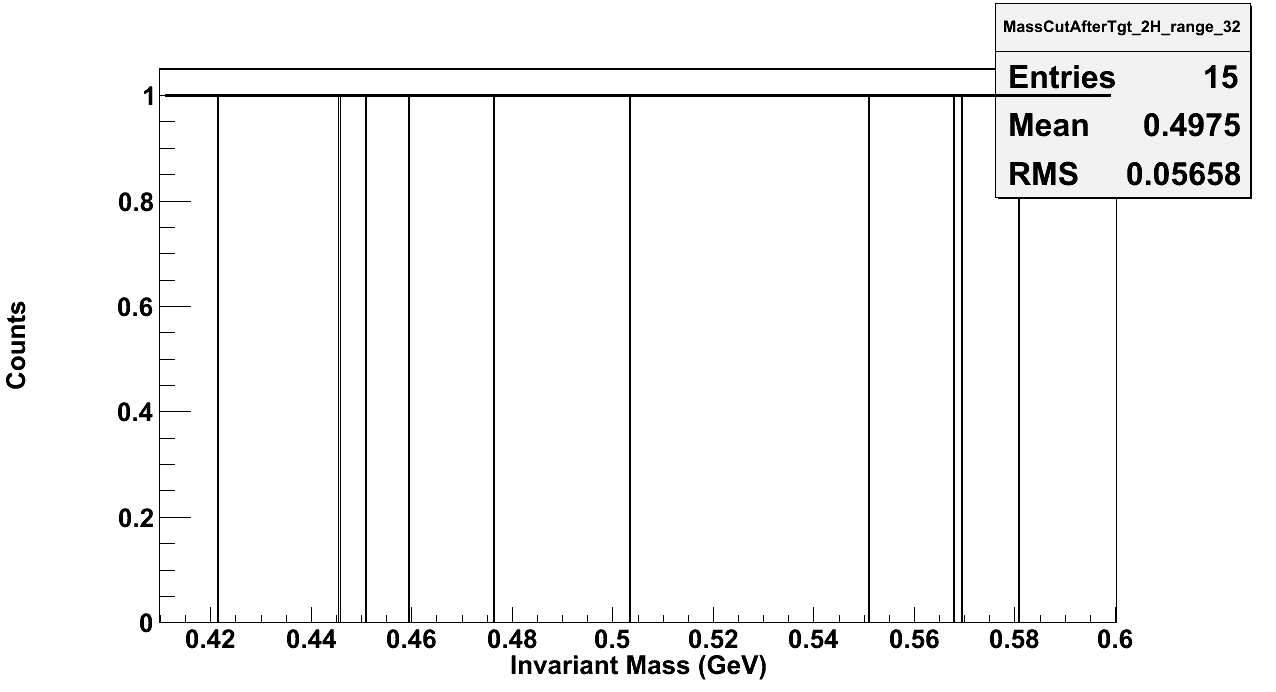 MassCutAfterTgt_2H_range_32
Entries 15
Mean 0.4975
RMS 0.05658
1
0.8
0.6
0.4
0.2
0
Counts
0.42 0.44 0.46 0.48 0.5 0.52 0.54 0.56 0.58 0.6
Invariant Mass (GeV)